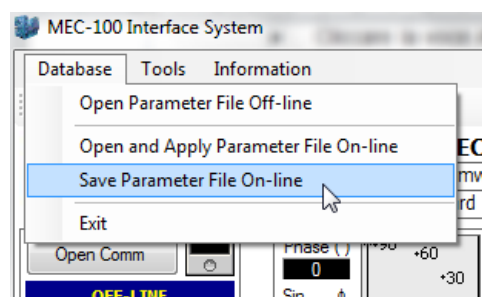 MEC-100 Interface System
Database Tools Information
Open Parameter File Off-line
Open and Apply Parameter File On-line
Save Parameter File On-line
Exit
Open Comm
Phase ( )
+90
+60
0
+30
OFF-LINE